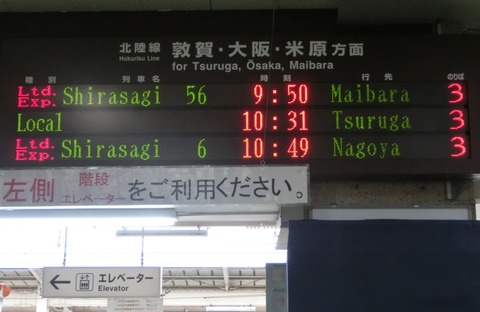 北陸線 敦賀・大阪・米原方面
Hokuriku Line for Tsuruga, Ōsaka, Maibara
種別 列車名 時刻 行先 のりば
Ltd. Exp. Shirasagi 56 9:50 Maibara 3
Local 10:31 Tsuruga 3
Ltd. Exp. Shirasagi 6 10:49 Nagoya 3
左側 階段 エレベーター をご利用ください。
← エレベーター
Elevator